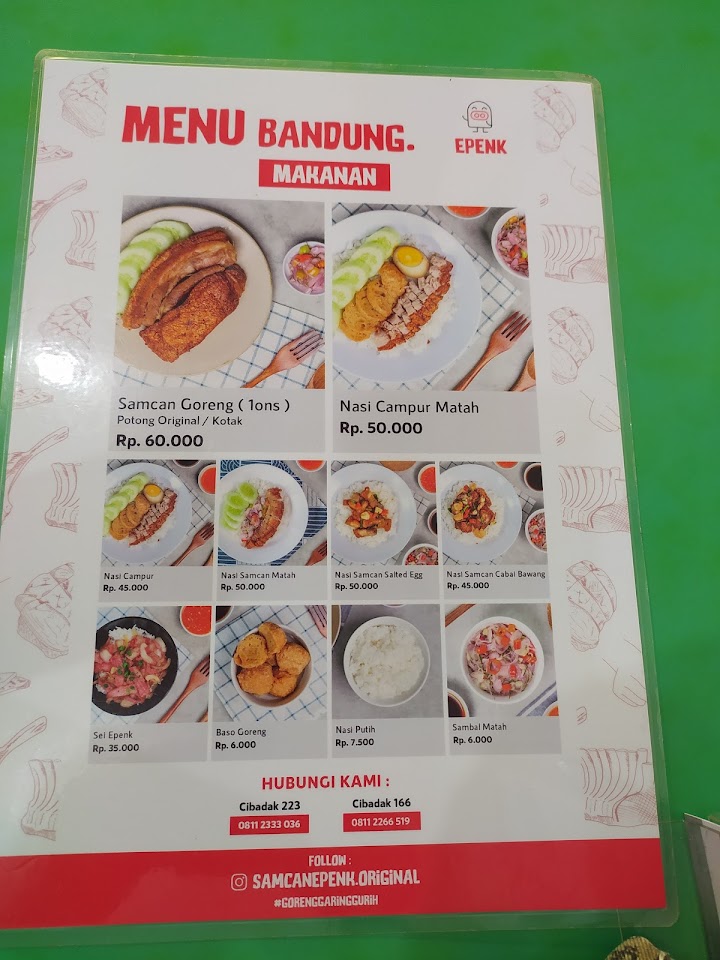 MENU BANDUNG.
EPENK
MAKANAN
Samcan Goreng ( 1ons )
Potong Original / Kotak
Rp. 60.000
Nasi Campur Matah
Rp. 50.000
Nasi Campur
Rp. 45.000
Nasi Samcan Matah
Rp. 50.000
Nasi Samcan Salted Egg
Rp. 50.000
Nasi Samcan Cabai Bawang
Rp. 45.000
Sei Epenk
Rp. 35.000
Baso Goreng
Rp. 6.000
Nasi Putih
Rp. 7.500
Sambal Matah
Rp. 6.000
HUBUNGI KAMI :
Cibadak 223
0811 2333 036
Cibadak 166
0811 2266 519
FOLLOW :
SAMCANEPENK.ORIGINAL
#GORENGGARINGGURIH